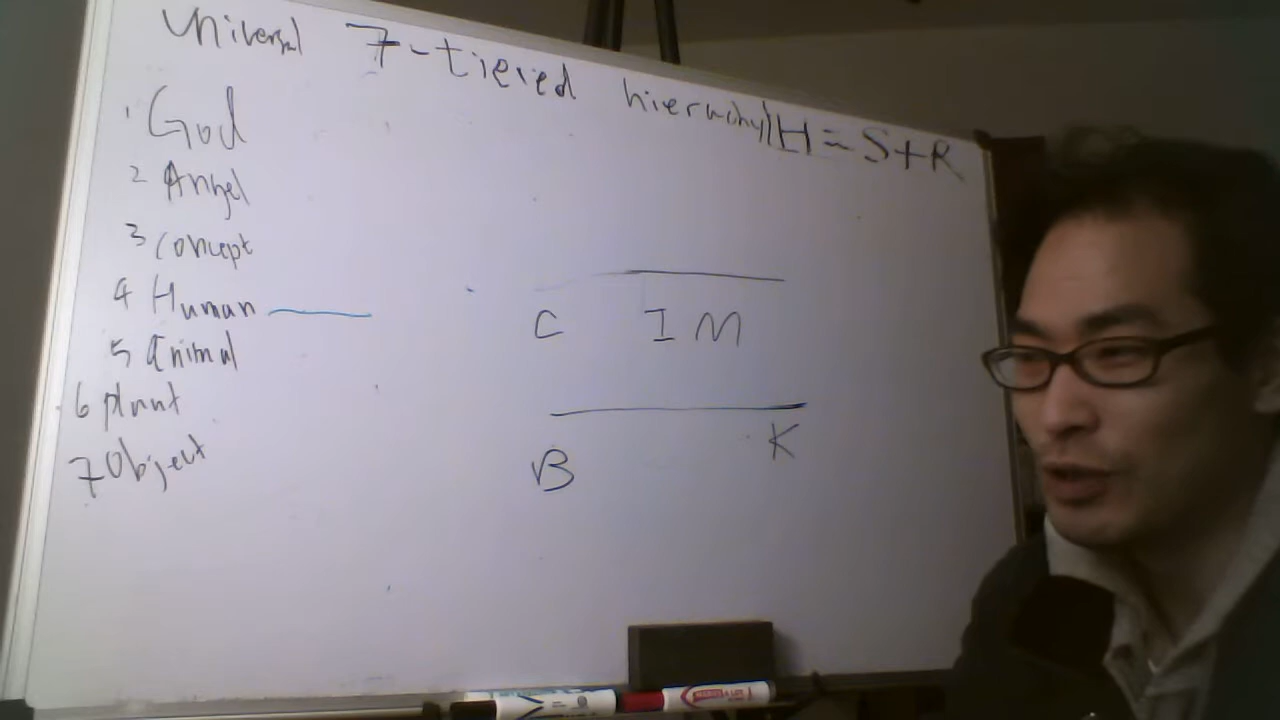 universal 7-tiered hierarchy H=S+R
1 God
2 Angel
3 Concept
4 Human
5 Animal
6 plant
7 Object
C I M
B K